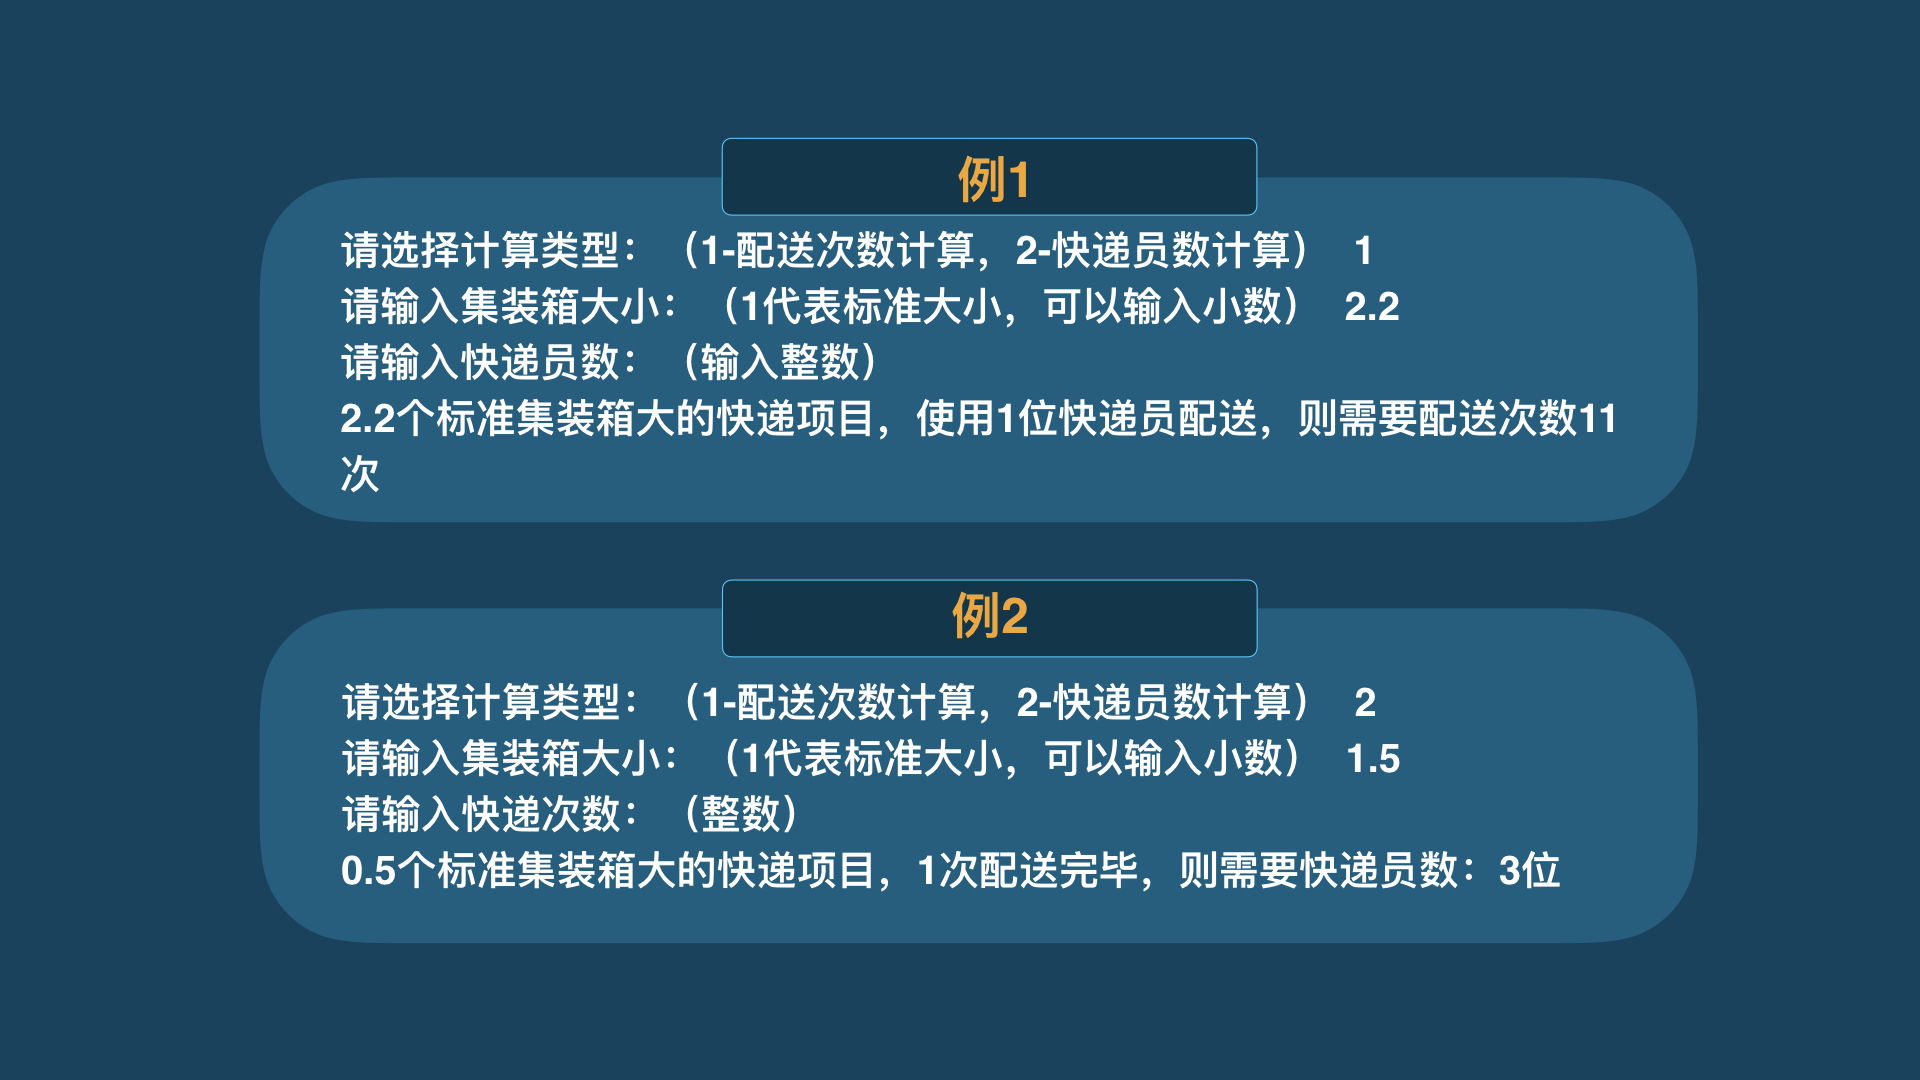 例1
请选择计算类型：（1-配送次数计算，2-快递员数计算） 1
请输入集装箱大小：（1代表标准大小，可以输入小数） 2.2
请输入快递员数：（输入整数）
2.2个标准集装箱大的快递项目，使用1位快递员配送，则需要配送次数11
次
例2
请选择计算类型：（1-配送次数计算，2-快递员数计算） 2
请输入集装箱大小：（1代表标准大小，可以输入小数） 1.5
请输入快递次数：（整数）
0.5个标准集装箱大的快递项目，1次配送完毕，则需要快递员数：3位